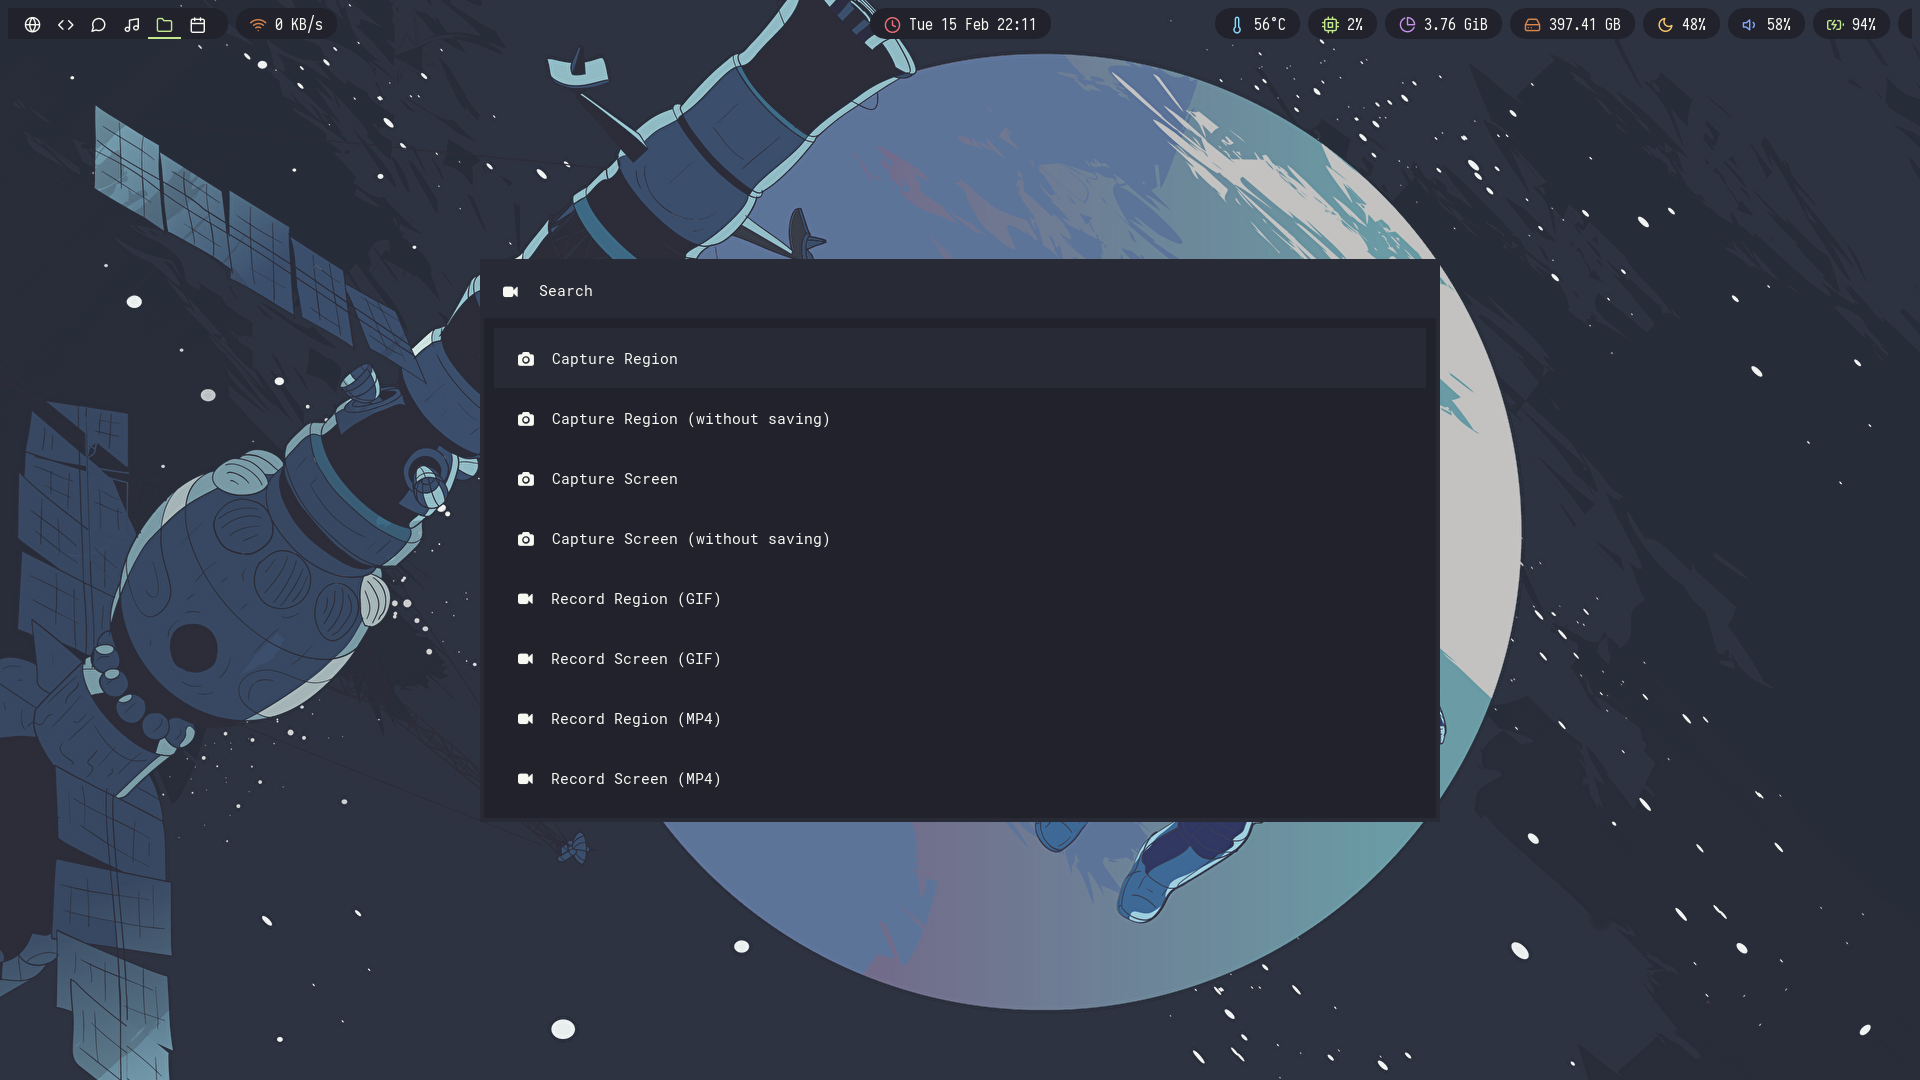 0 KB/s
Tue 15 Feb 22:11
56°C
2%
3.76 GiB
397.41 GB
48%
58%
94%
Search
Capture Region
Capture Region (without saving)
Capture Screen
Capture Screen (without saving)
Record Region (GIF)
Record Screen (GIF)
Record Region (MP4)
Record Screen (MP4)